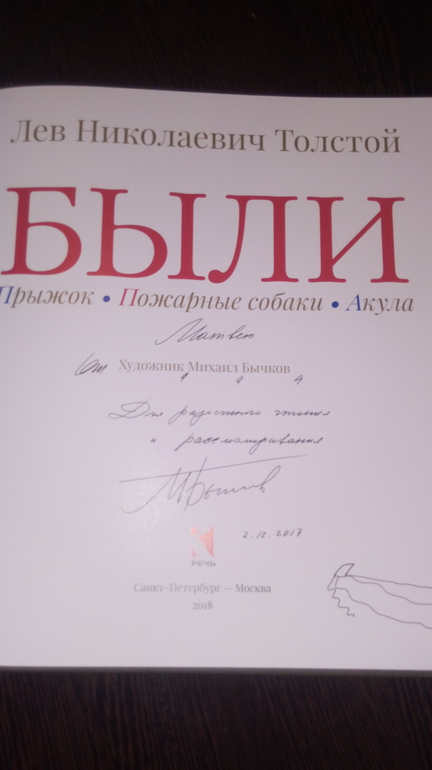 Лев Николаевич Толстой
БЫЛИ
Прыжок • Пожарные собаки • Акула
Матвею
от Художник Михаил Бычков
а а а
Для радостного чтения
и рассматривания
МБычков
2.12.2017
РЕЧЬ
Санкт-Петербург — Москва
2018